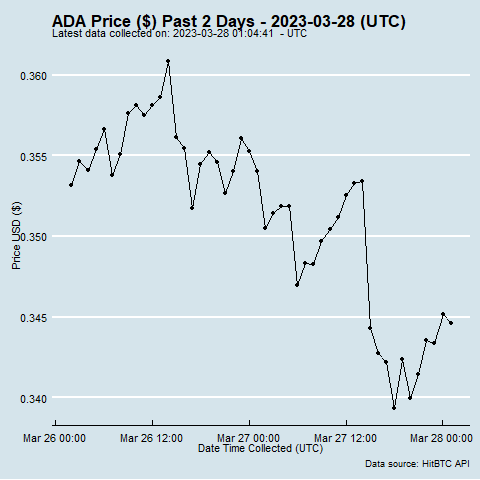 ADA Price ($) Past 2 Days - 2023-03-28 (UTC)
Latest data collected on: 2023-03-28 01:04:41 - UTC
0.360
0.355
0.350
0.345
0.340
Price USD ($)
Mar 26 00:00 Mar 26 12:00 Mar 27 00:00 Mar 27 12:00 Mar 28 00:00
Date Time Collected (UTC)
Data source: HitBTC API